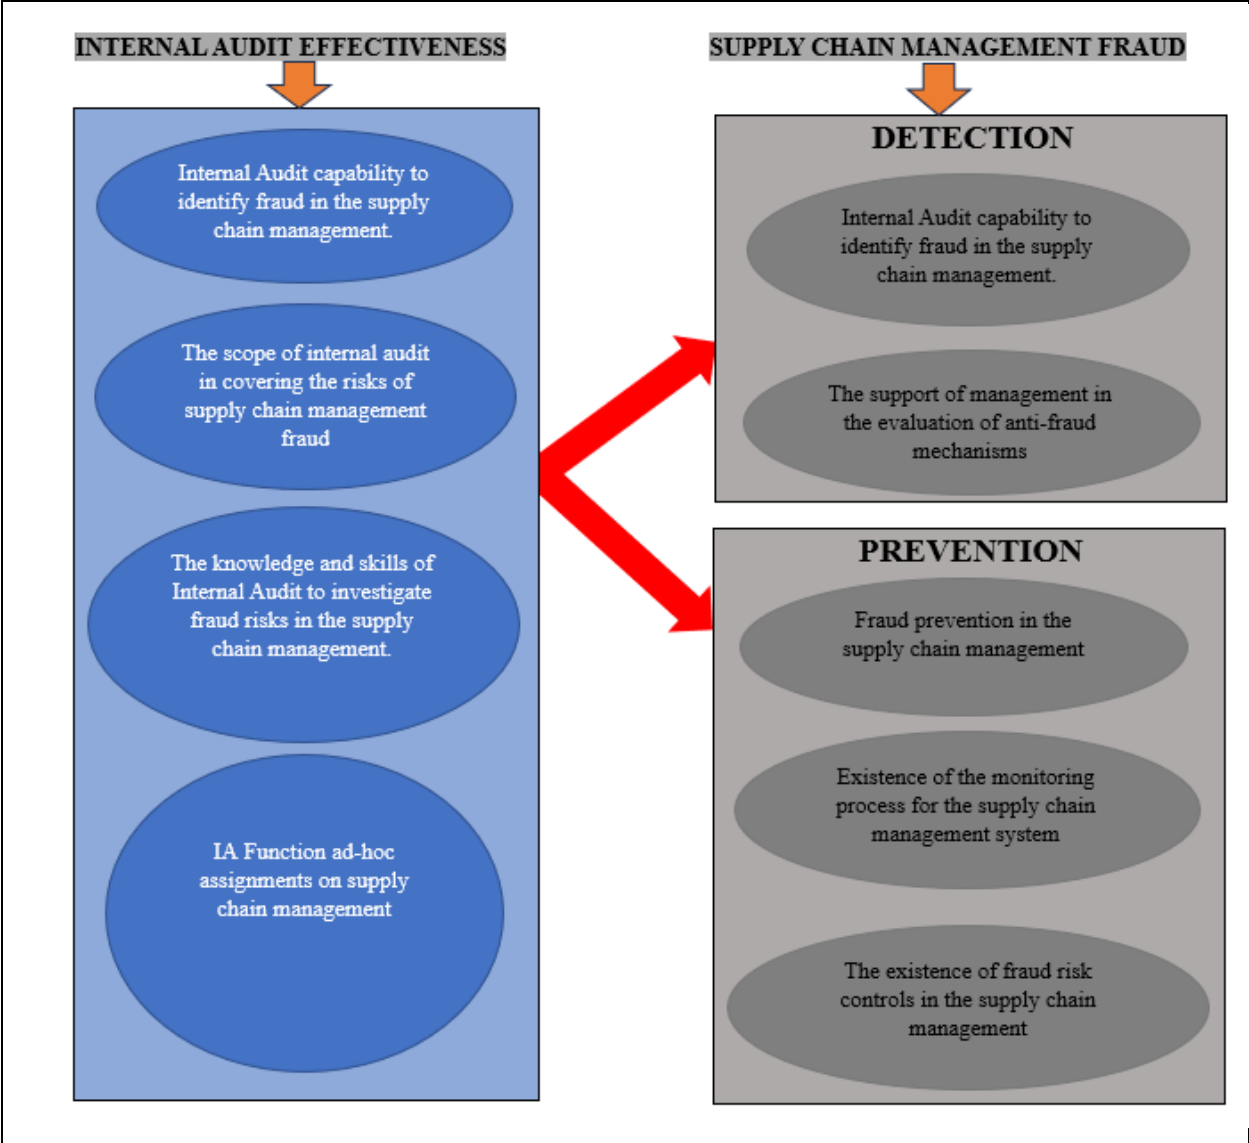 INTERNAL AUDIT EFFECTIVENESS
Internal Audit capability to
identify fraud in the supply
chain management.
The scope of internal audit
in covering the risks of
supply chain management
fraud
The knowledge and skills of
Internal Audit to investigate
fraud risks in the supply
chain management.
IA Function ad-hoc
assignments on supply
chain management
SUPPLY CHAIN MANAGEMENT FRAUD
DETECTION
Internal Audit capability to
identify fraud in the supply
chain management.
The support of management in
the evaluation of anti-fraud
mechanisms
PREVENTION
Fraud prevention in the
supply chain management
Existence of the monitoring
process for the supply chain
management system
The existence of fraud risk
controls in the supply chain
management